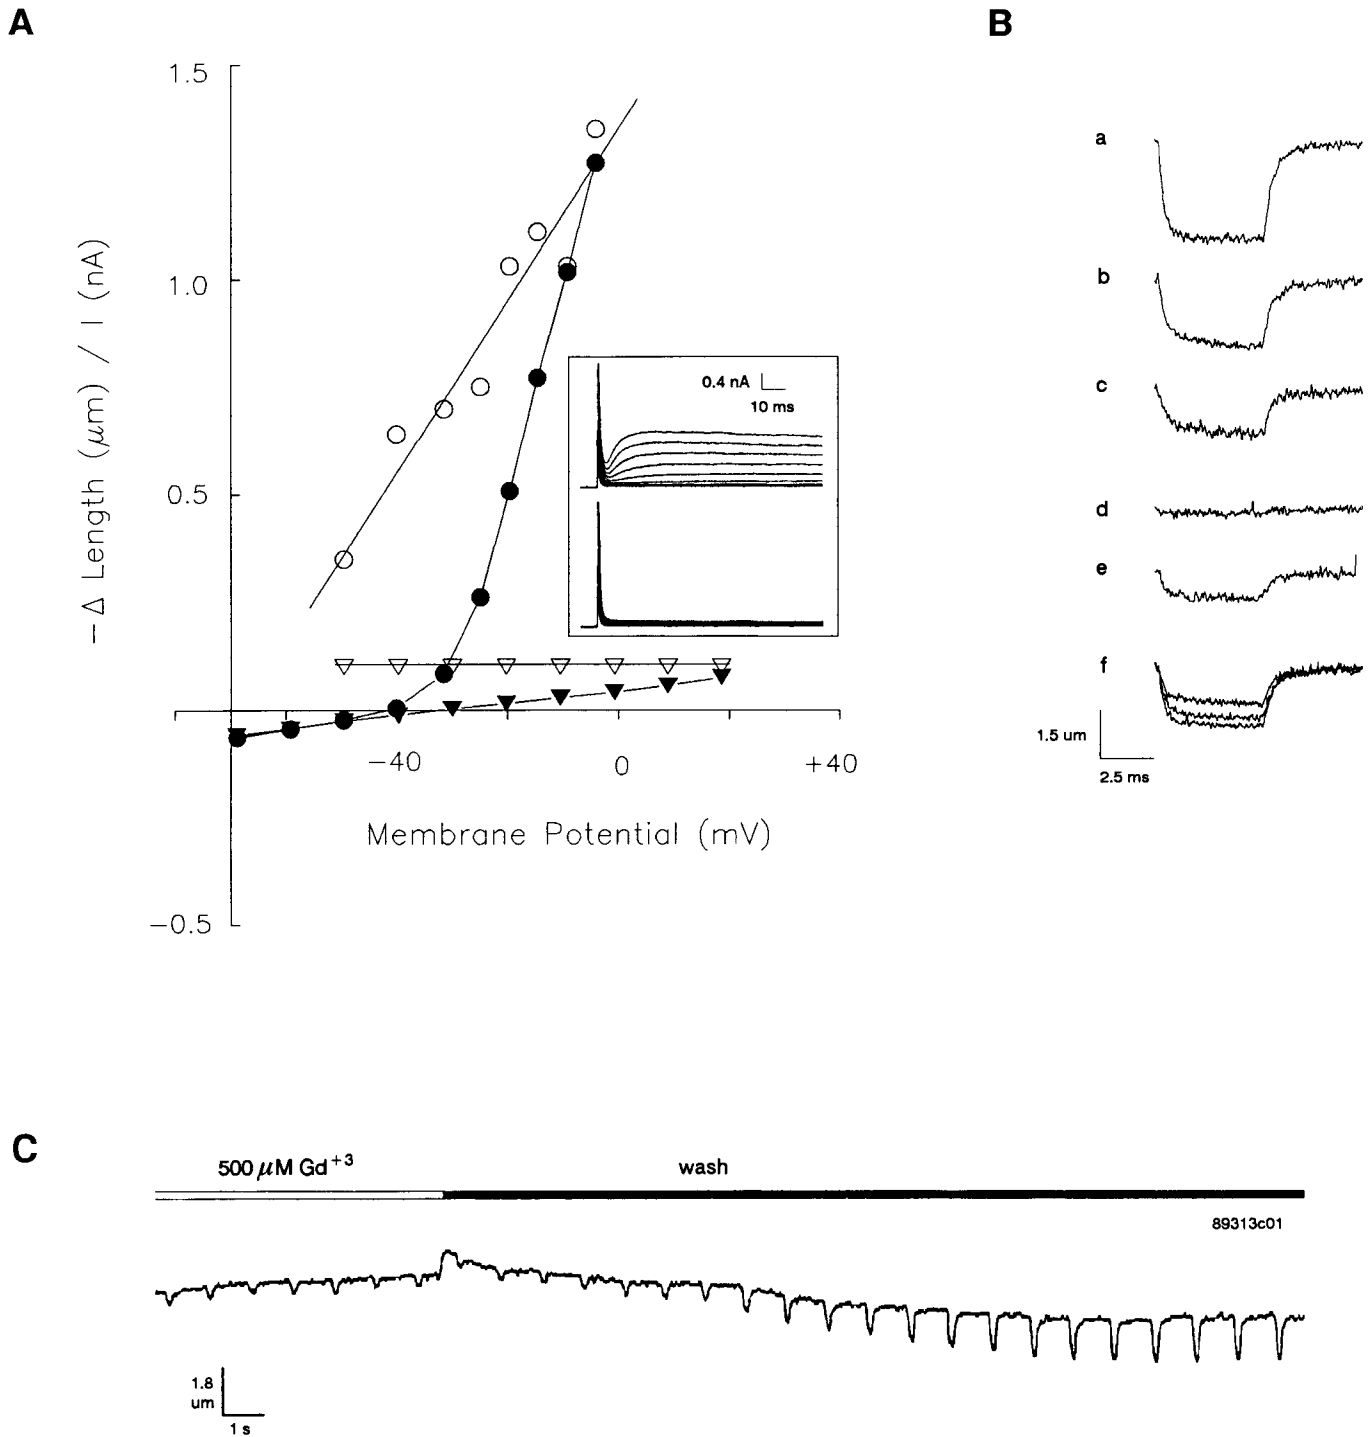 A
B
1.5
1.0
0.5
−0.5
−Δ Length (μm) / I (nA)
0.4 nA
10 ms
−40
0
+40
Membrane Potential (mV)
a
b
c
d
e
f
1.5 um
2.5 ms
C
500 μM Gd+3
wash
89313c01
1.8
um
1 s